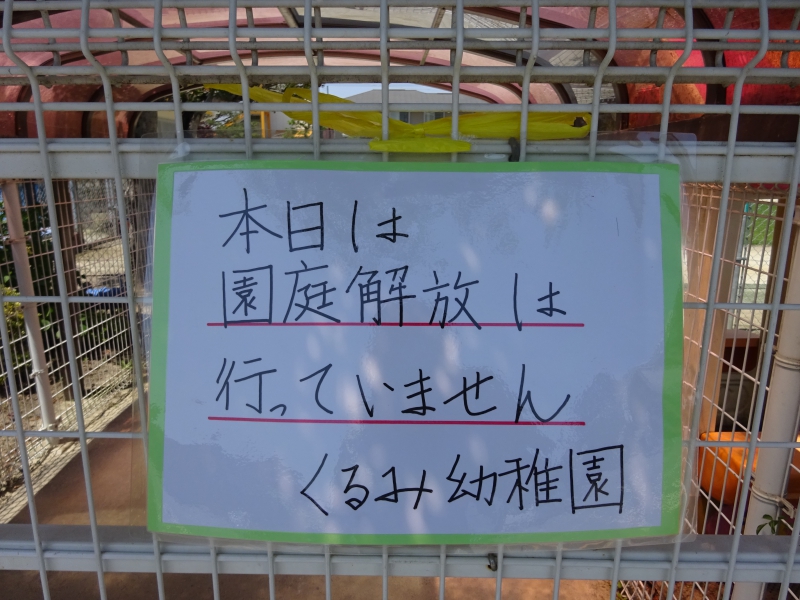 本日は
園庭解放は
行っていません
くるみ幼稚園